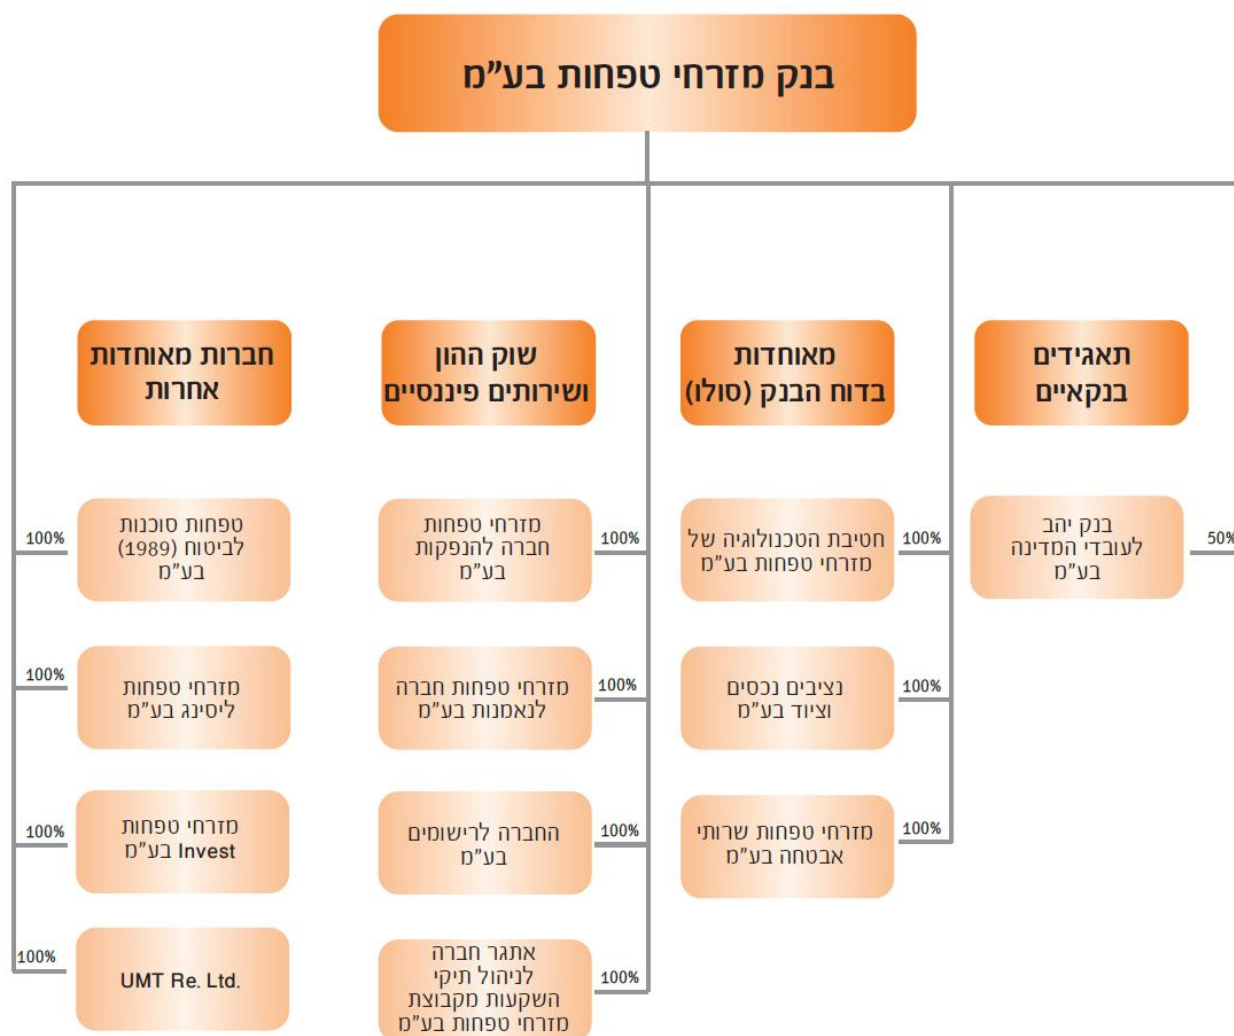 בנק מזרחי טפחות בע"מ
תאגידים
בנקאיים
בנק יהב
לעובדי המדינה
בע"מ
50%
מאוחדות
בדוח הבנק (סולו)
חטיבת הטכנולוגיה של
מזרחי טפחות בע"מ
100%
נציבים נכסים
וציוד בע"מ
100%
מזרחי טפחות שרותי
אבטחה בע"מ
100%
שוק ההון
ושירותים פיננסיים
מזרחי טפחות
חברה להנפקות
בע"מ
100%
מזרחי טפחות חברה
לנאמנות בע"מ
100%
החברה לרישומים
בע"מ
100%
אתגר חברה
לניהול תיקי
השקעות מקבוצת
מזרחי טפחות בע"מ
100%
חברות מאוחדות
אחרות
טפחות סוכנות
לביטוח (1989)
בע"מ
100%
מזרחי טפחות
ליסינג בע"מ
100%
מזרחי טפחות
Invest בע"מ
100%
UMT Re. Ltd.
100%